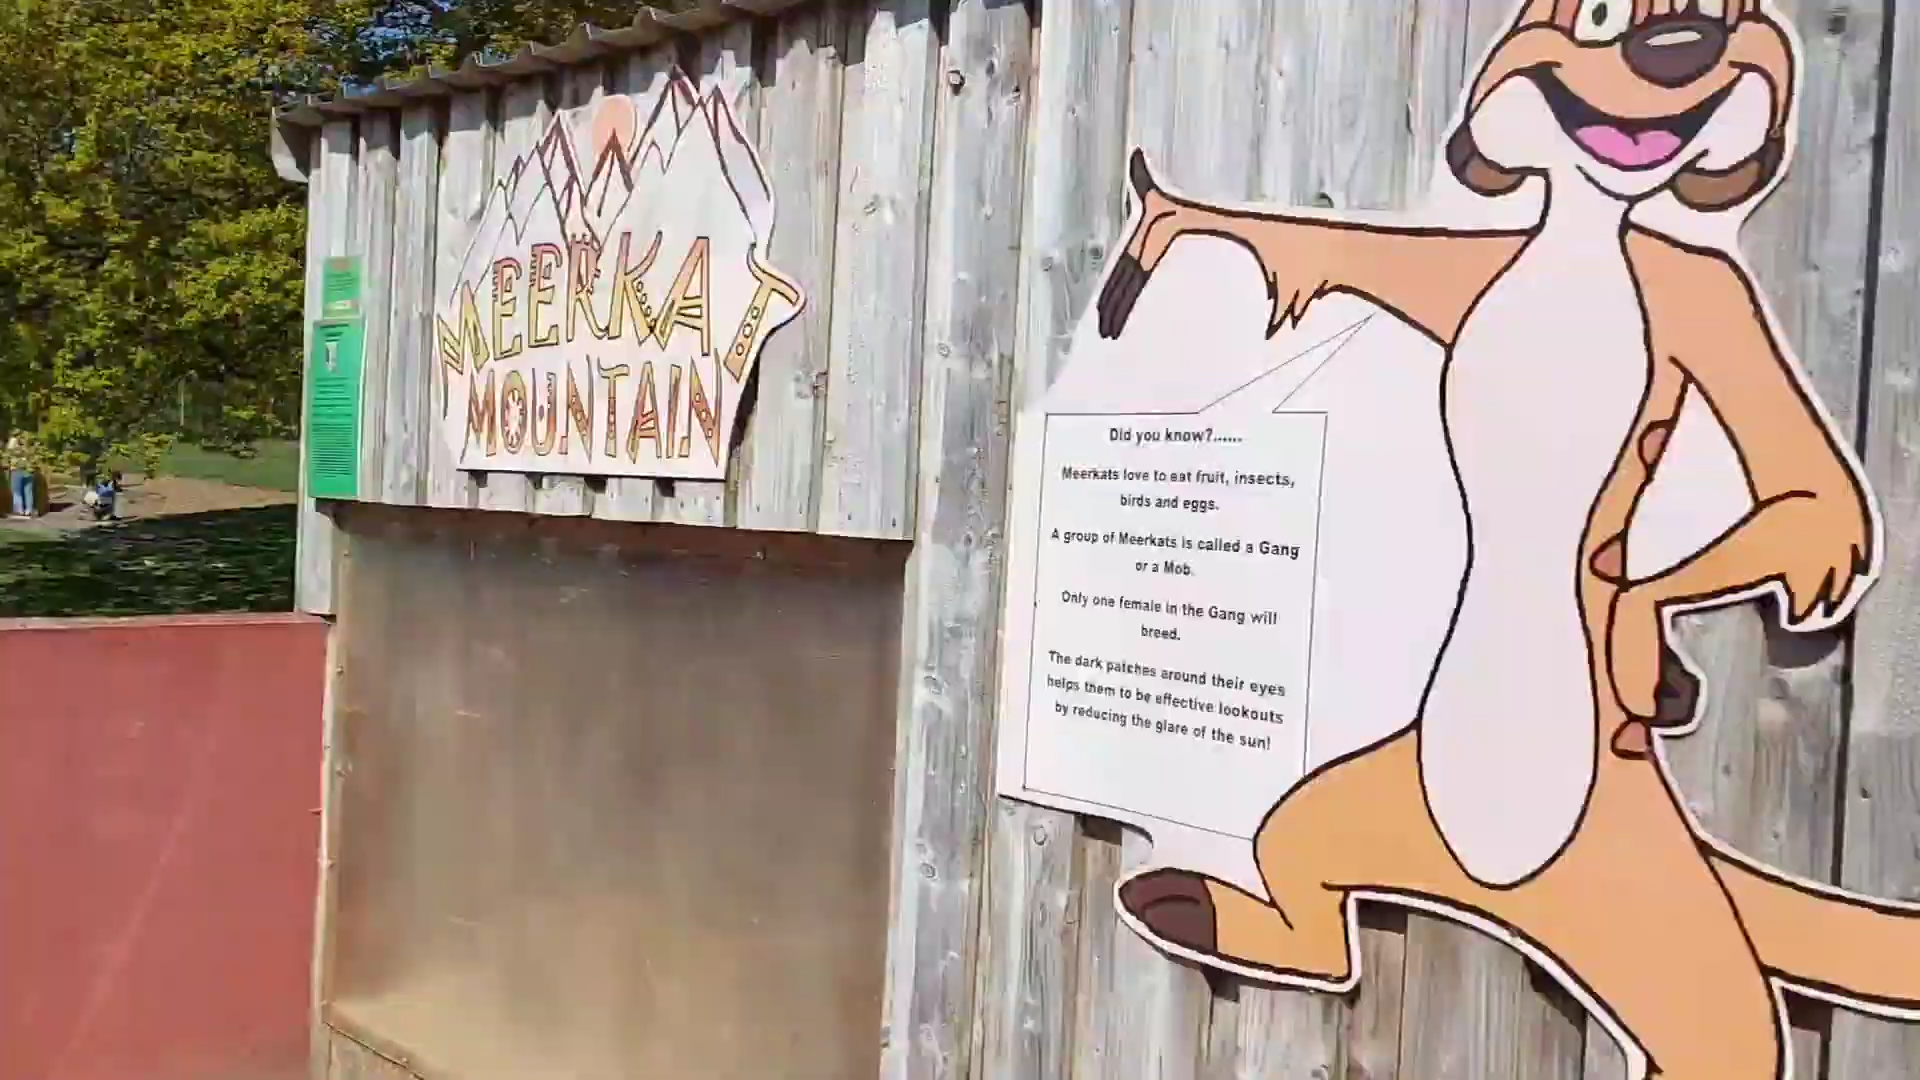 MEERKAT
MOUNTAIN
Did you know?......
Meerkats love to eat fruit, insects,
birds and eggs.
A group of Meerkats is called a Gang
or a Mob.
Only one female in the Gang will
breed.
The dark patches around their eyes
helps them to be effective lookouts
by reducing the glare of the sun!